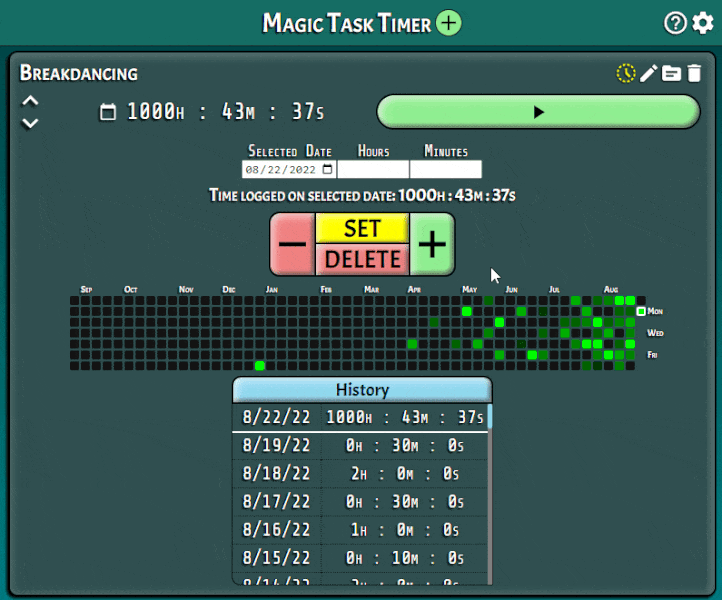 Magic Task Timer
Breakdancing
1000H : 43M : 37S
Selected Date Hours Minutes
08/22/2022
Time logged on selected date: 1000H : 43M : 37S
SET
DELETE
Sep Oct Nov Dec Jan Feb Mar Apr May Jun Jul Aug
Mon
Wed
Fri
History
8/22/22 1000H : 43M : 37S
8/19/22 0H : 30M : 0S
8/18/22 2H : 0M : 0S
8/17/22 0H : 30M : 0S
8/16/22 1H : 0M : 0S
8/15/22 0H : 10M : 0S